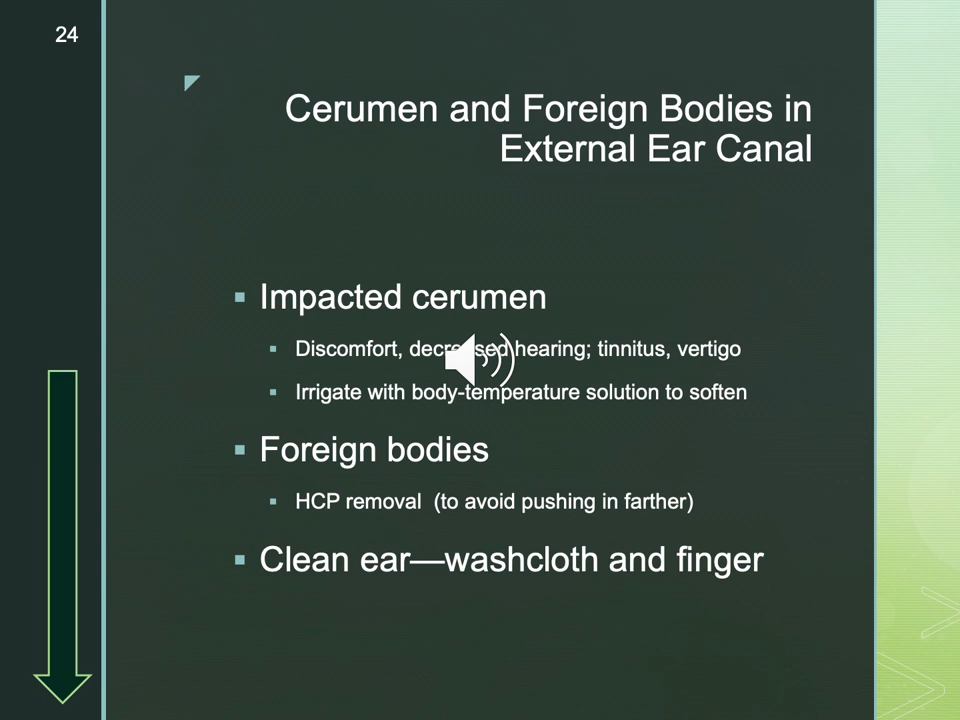 24
Cerumen and Foreign Bodies in
External Ear Canal
Impacted cerumen
Discomfort, decreased hearing; tinnitus, vertigo
Irrigate with body-temperature solution to soften
Foreign bodies
HCP removal (to avoid pushing in farther)
Clean ear—washcloth and finger